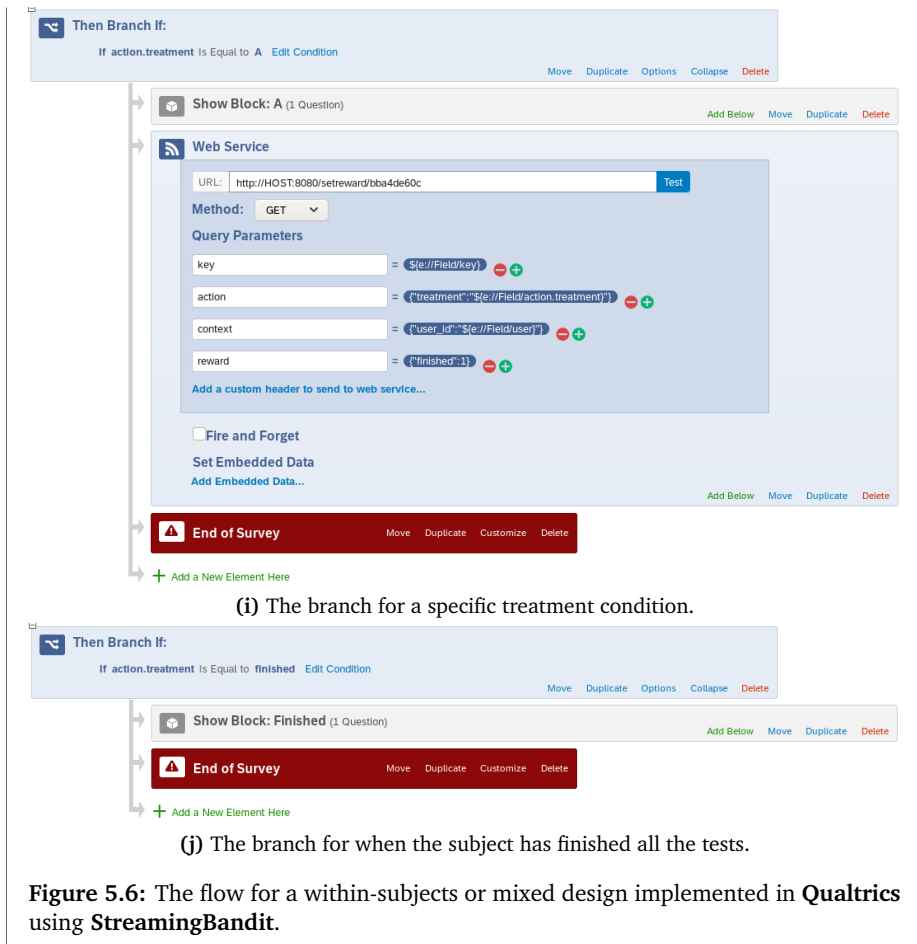 Then Branch If:
If action.treatment Is Equal to A Edit Condition
Move Duplicate Options Collapse Delete
Show Block: A (1 Question)
Add Below Move Duplicate Delete
Web Service
URL: http://HOST:8080/setreward/bba4de60c Test
Method: GET
Query Parameters
key = ${e://Field/key}
action = {"treatment":"${e://Field/action.treatment}"}
context = {"user_id":"${e://Field/user}"}
reward = {"finished":1}
Add a custom header to send to web service...
Fire and Forget
Set Embedded Data
Add Embedded Data...
Add Below Move Duplicate Delete
End of Survey Move Duplicate Customize Delete
+ Add a New Element Here
(i) The branch for a specific treatment condition.
Then Branch If:
If action.treatment Is Equal to finished Edit Condition
Move Duplicate Options Collapse Delete
Show Block: Finished (1 Question)
Add Below Move Duplicate Delete
End of Survey Move Duplicate Customize Delete
+ Add a New Element Here
(j) The branch for when the subject has finished all the tests.
Figure 5.6: The flow for a within-subjects or mixed design implemented in Qualtrics
using StreamingBandit.